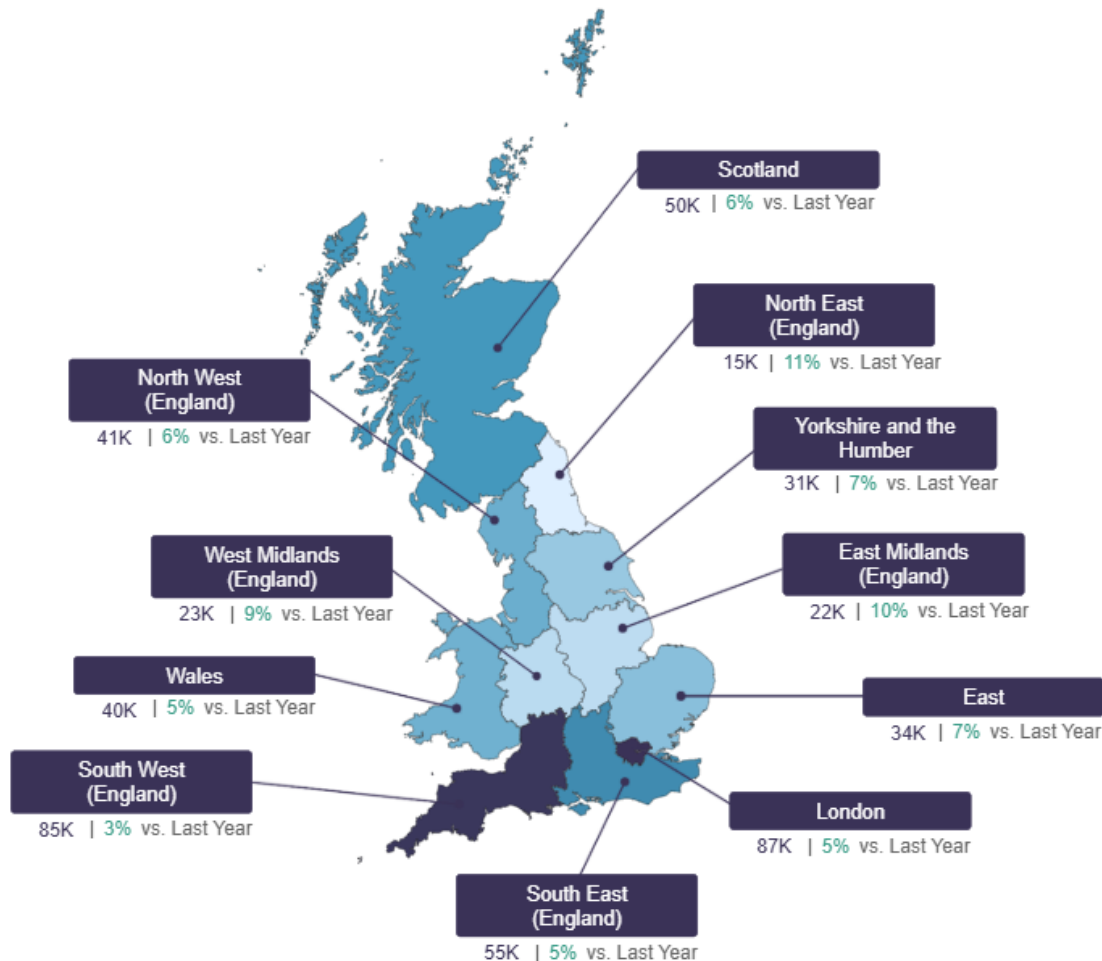 Scotland
50K | 6% vs. Last Year
North East
(England)
15K | 11% vs. Last Year
North West
(England)
41K | 6% vs. Last Year
Yorkshire and the
Humber
31K | 7% vs. Last Year
West Midlands
(England)
23K | 9% vs. Last Year
East Midlands
(England)
22K | 10% vs. Last Year
Wales
40K | 5% vs. Last Year
East
34K | 7% vs. Last Year
South West
(England)
85K | 3% vs. Last Year
London
87K | 5% vs. Last Year
South East
(England)
55K | 5% vs. Last Year